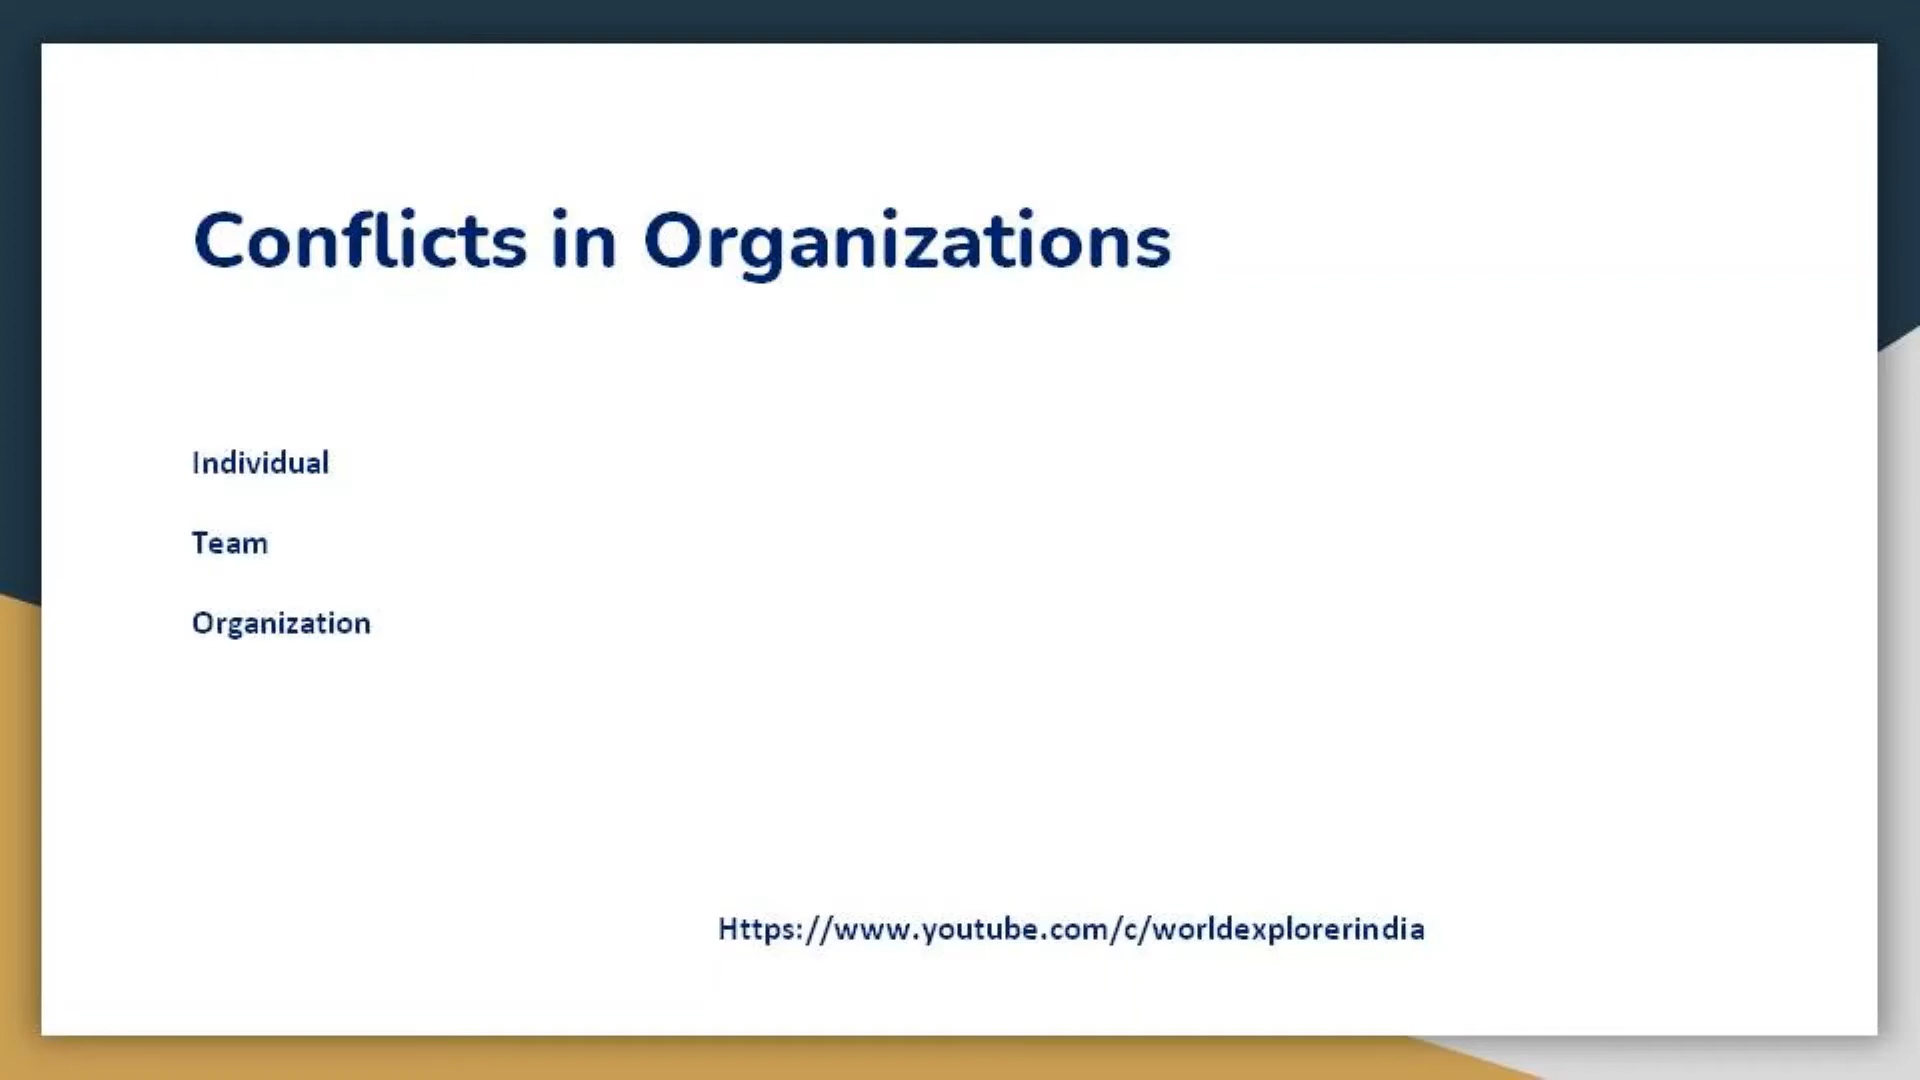 Conflicts in Organizations
Individual
Team
Organization
Https://www.youtube.com/c/worldexplorerindia